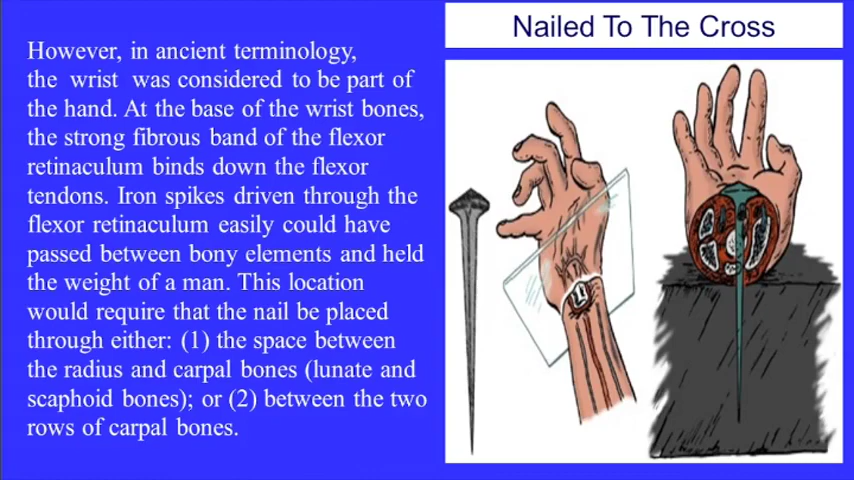 Nailed To The Cross
However, in ancient terminology,
the wrist was considered to be part of
the hand. At the base of the wrist bones,
the strong fibrous band of the flexor
retinaculum binds down the flexor
tendons. Iron spikes driven through the
flexor retinaculum easily could have
passed between bony elements and held
the weight of a man. This location
would require that the nail be placed
through either: (1) the space between
the radius and carpal bones (lunate and
scaphoid bones); or (2) between the two
rows of carpal bones.